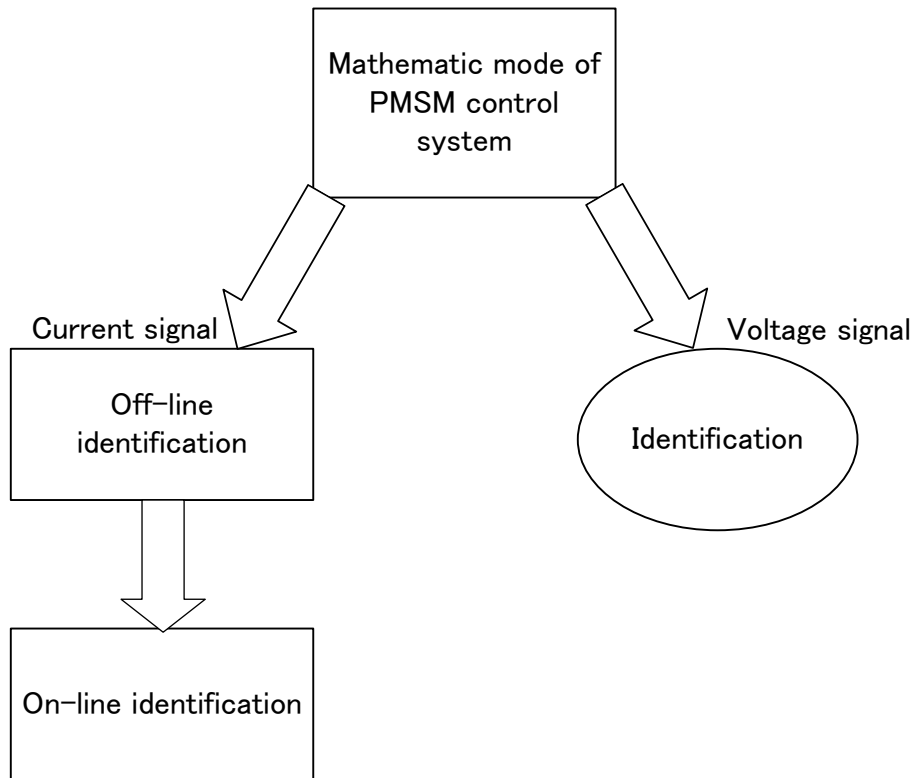 Mathematic mode of
PMSM control
system
Current signal
Voltage signal
Off-line
identification
Identification
On-line identification